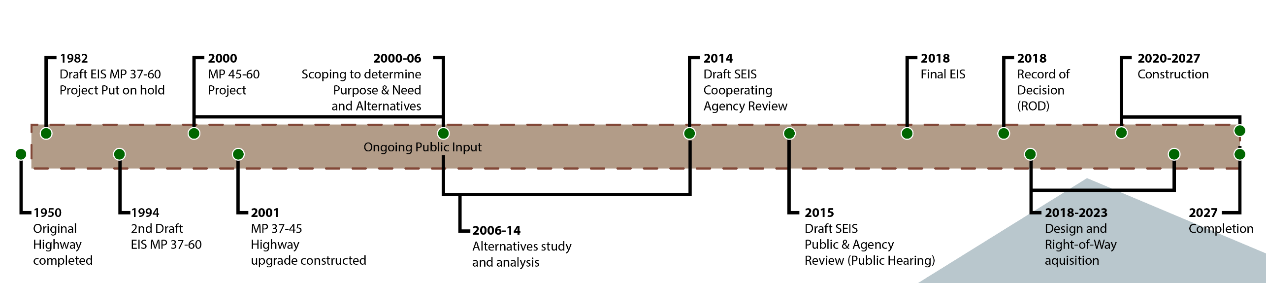 1982
Draft EIS MP 37-60
Project Put on hold
2000
MP 45-60
Project
2000-06
Scoping to determine
Purpose & Need
and Alternatives
2014
Draft SEIS
Cooperating
Agency Review
2018
Final EIS
2018
Record of
Decision
(ROD)
2020-2027
Construction
Ongoing Public Input
1950
Original
Highway
completed
1994
2nd Draft
EIS MP 37-60
2001
MP 37-45
Highway
upgrade constructed
2006-14
Alternatives study
and analysis
2015
Draft SEIS
Public & Agency
Review (Public Hearing)
2018-2023
Design and
Right-of-Way
aquisition
2027
Completion